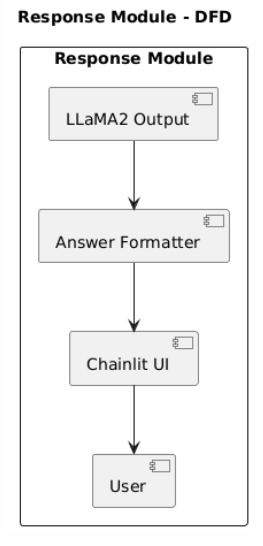 Response Module - DFD
Response Module
LLaMA2 Output
Answer Formatter
Chainlit UI
User